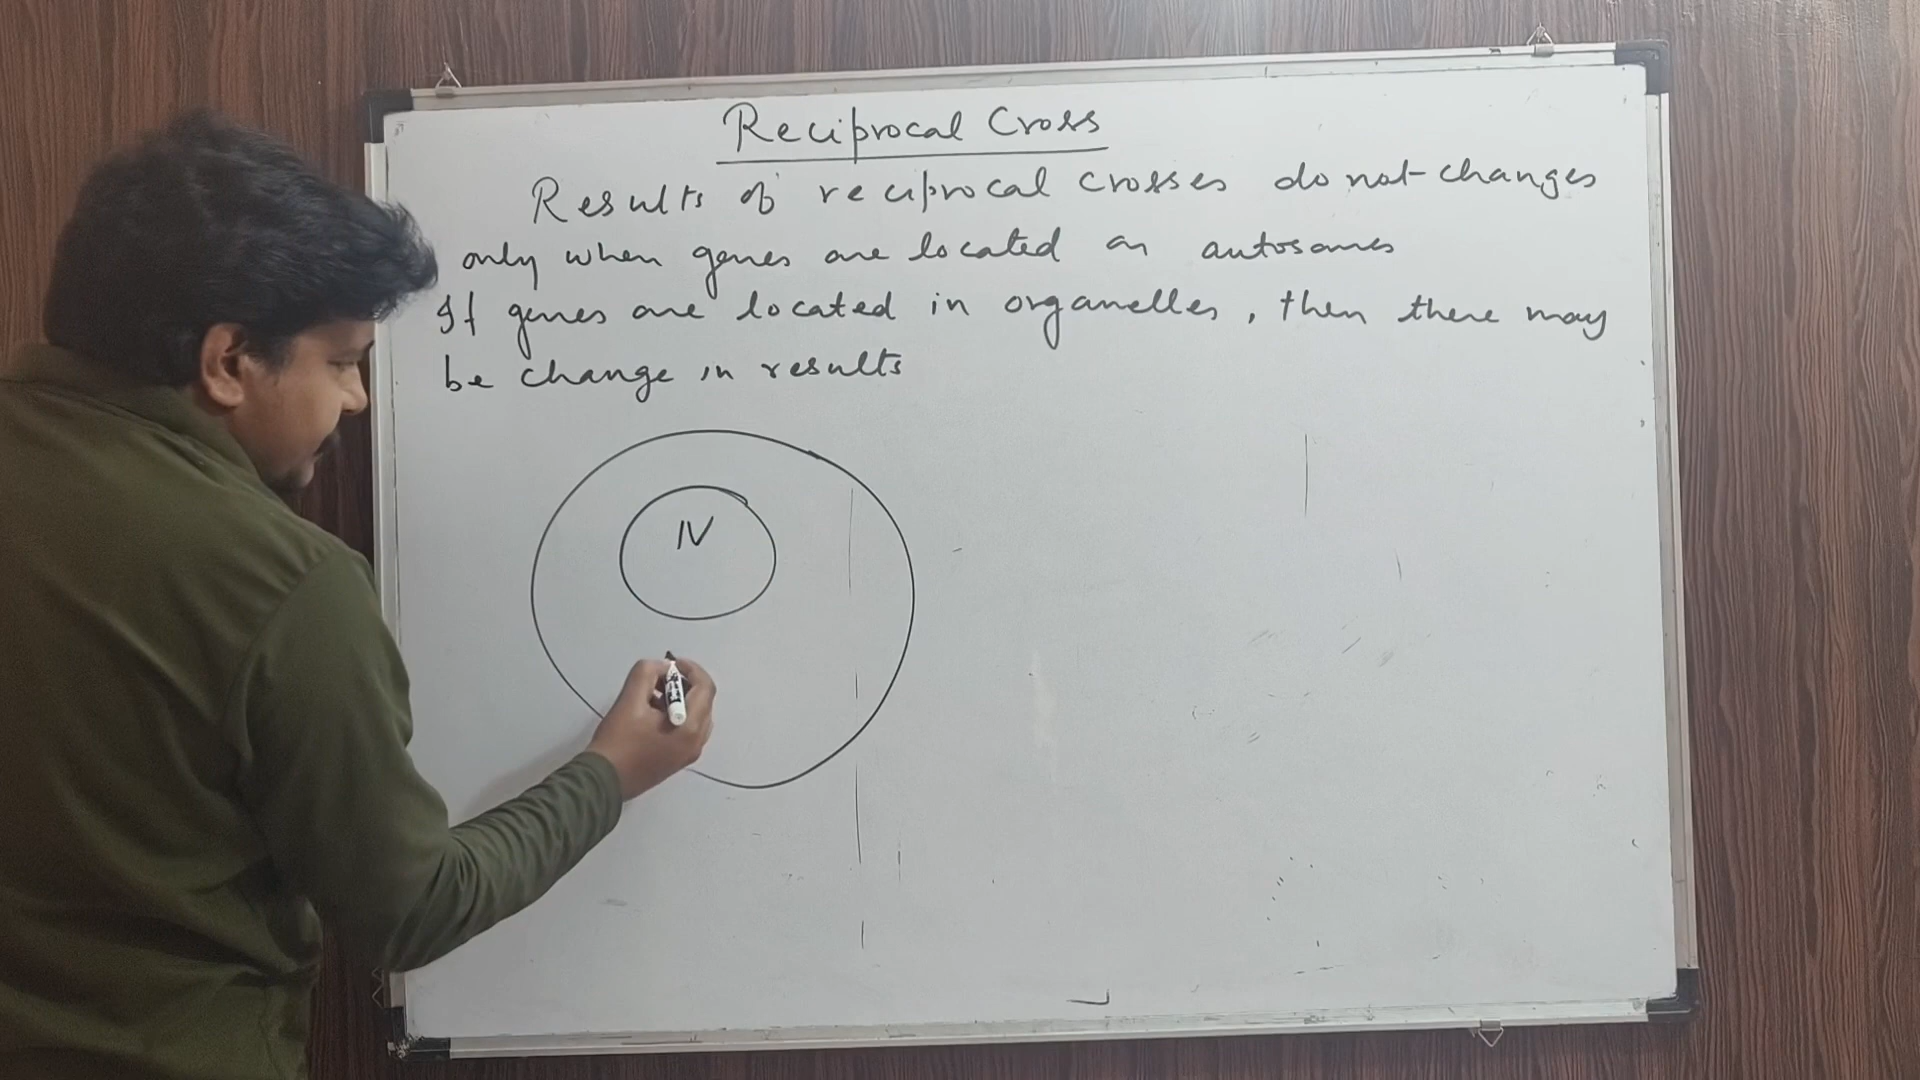 Reciprocal Cross
Results of reciprocal crosses do not changes
only when genes are located on autosomes
If genes are located in organelles, then there may
be change in results
N